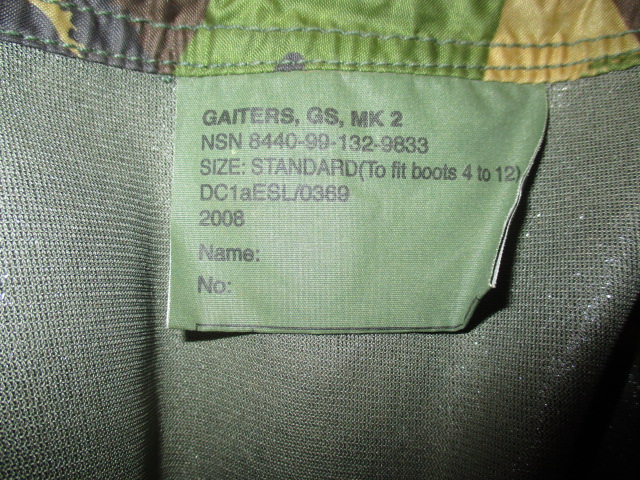 GAITERS, GS, MK 2
NSN 8440-99-132-9833
SIZE: STANDARD(To fit boots 4 to 12)
DC1aESL/0369
2008
Name:
No: